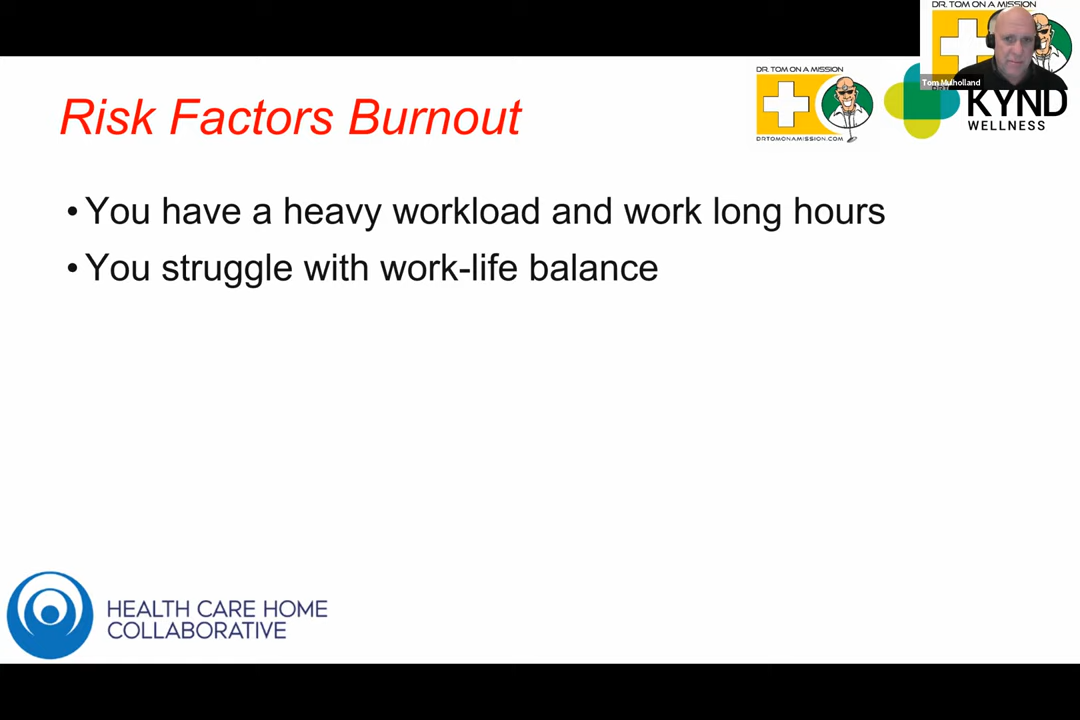 DR. TOM ON A MISSION
Tom Mulholland
KYND
WELLNESS
DR. TOM ON A MISSION
DRTOMONAMISSION.COM
Risk Factors Burnout
• You have a heavy workload and work long hours
• You struggle with work-life balance
HEALTH CARE HOME
COLLABORATIVE